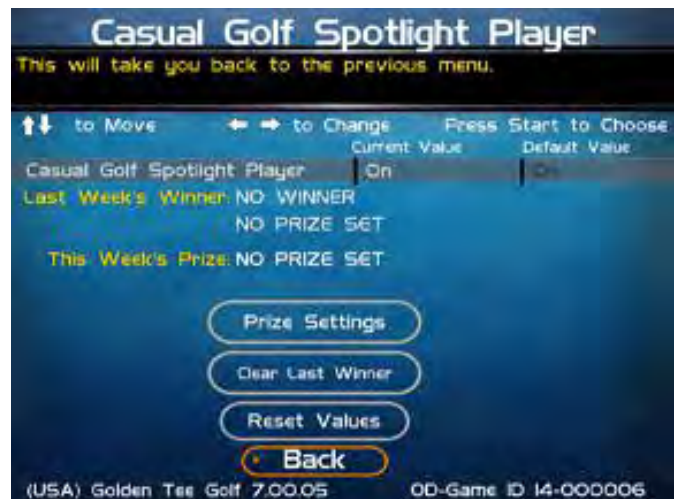 Casual Golf Spotlight Player
This will take you back to the previous menu.
to Move to Change Press Start to Choose
Current Value Default Value
Casual Golf Spotlight Player On On
Last Week's Winner: NO WINNER
NO PRIZE SET
This Week's Prize: NO PRIZE SET
Prize Settings
Clear Last Winner
Reset Values
Back
(USA) Golden Tee Golf 7.00.05 OD-Game ID 14-000006